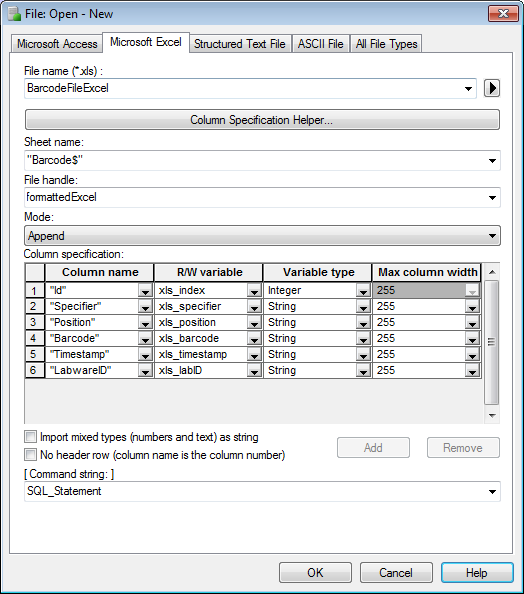 File: Open - New
Microsoft Access Microsoft Excel Structured Text File ASCII File All File Types
File name (*.xls) :
BarcodeFileExcel
Column Specification Helper...
Sheet name:
"Barcode$"
File handle:
formattedExcel
Mode:
Append
Column specification:
Column name R/W variable Variable type Max column width
1 "Id" xls_index Integer 255
2 "Specifier" xls_specifier String 255
3 "Position" xls_position String 255
4 "Barcode" xls_barcode String 255
5 "Timestamp" xls_timestamp String 255
6 "LabwareID" xls_labID String 255
Import mixed types (numbers and text) as string
No header row (column name is the column number)
Add Remove
[ Command string: ]
SQL_Statement
OK Cancel Help